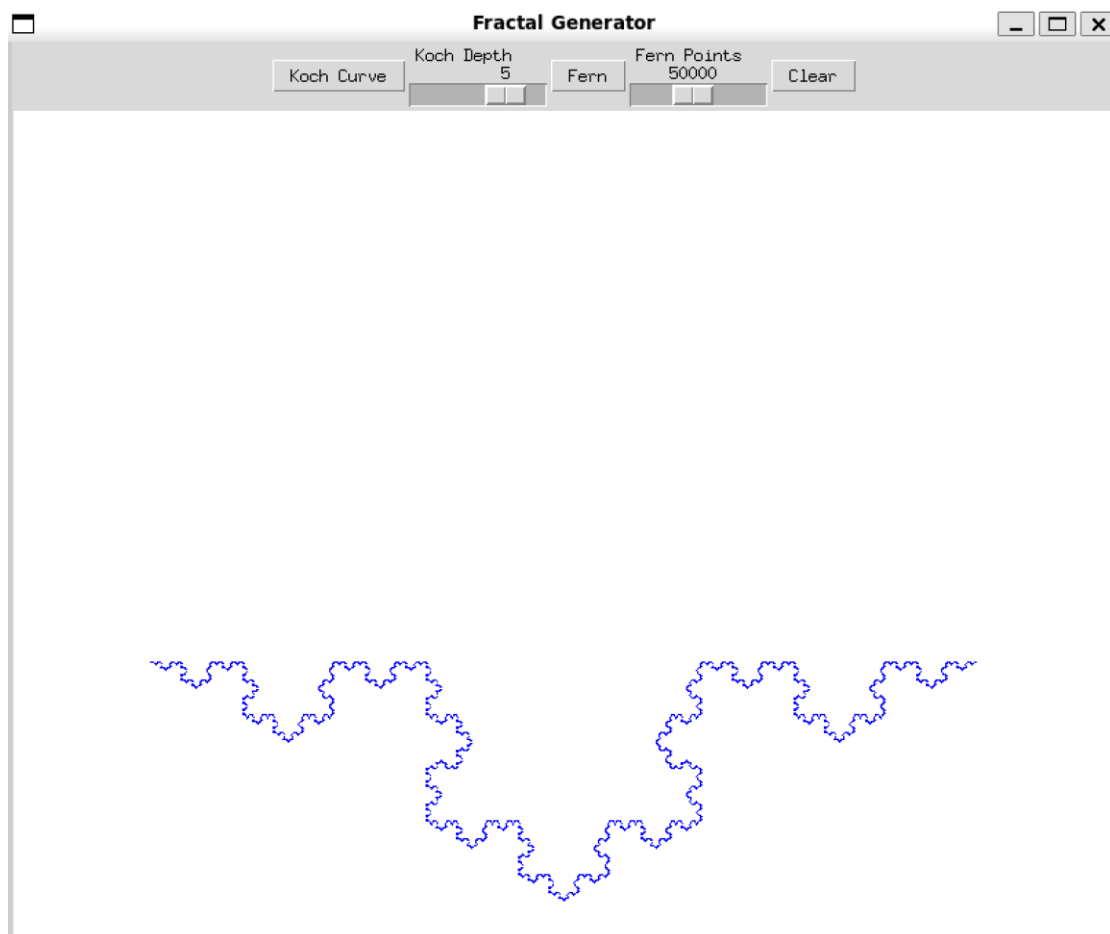 Fractal Generator
Koch Curve
Koch Depth
5
Fern
Fern Points
50000
Clear